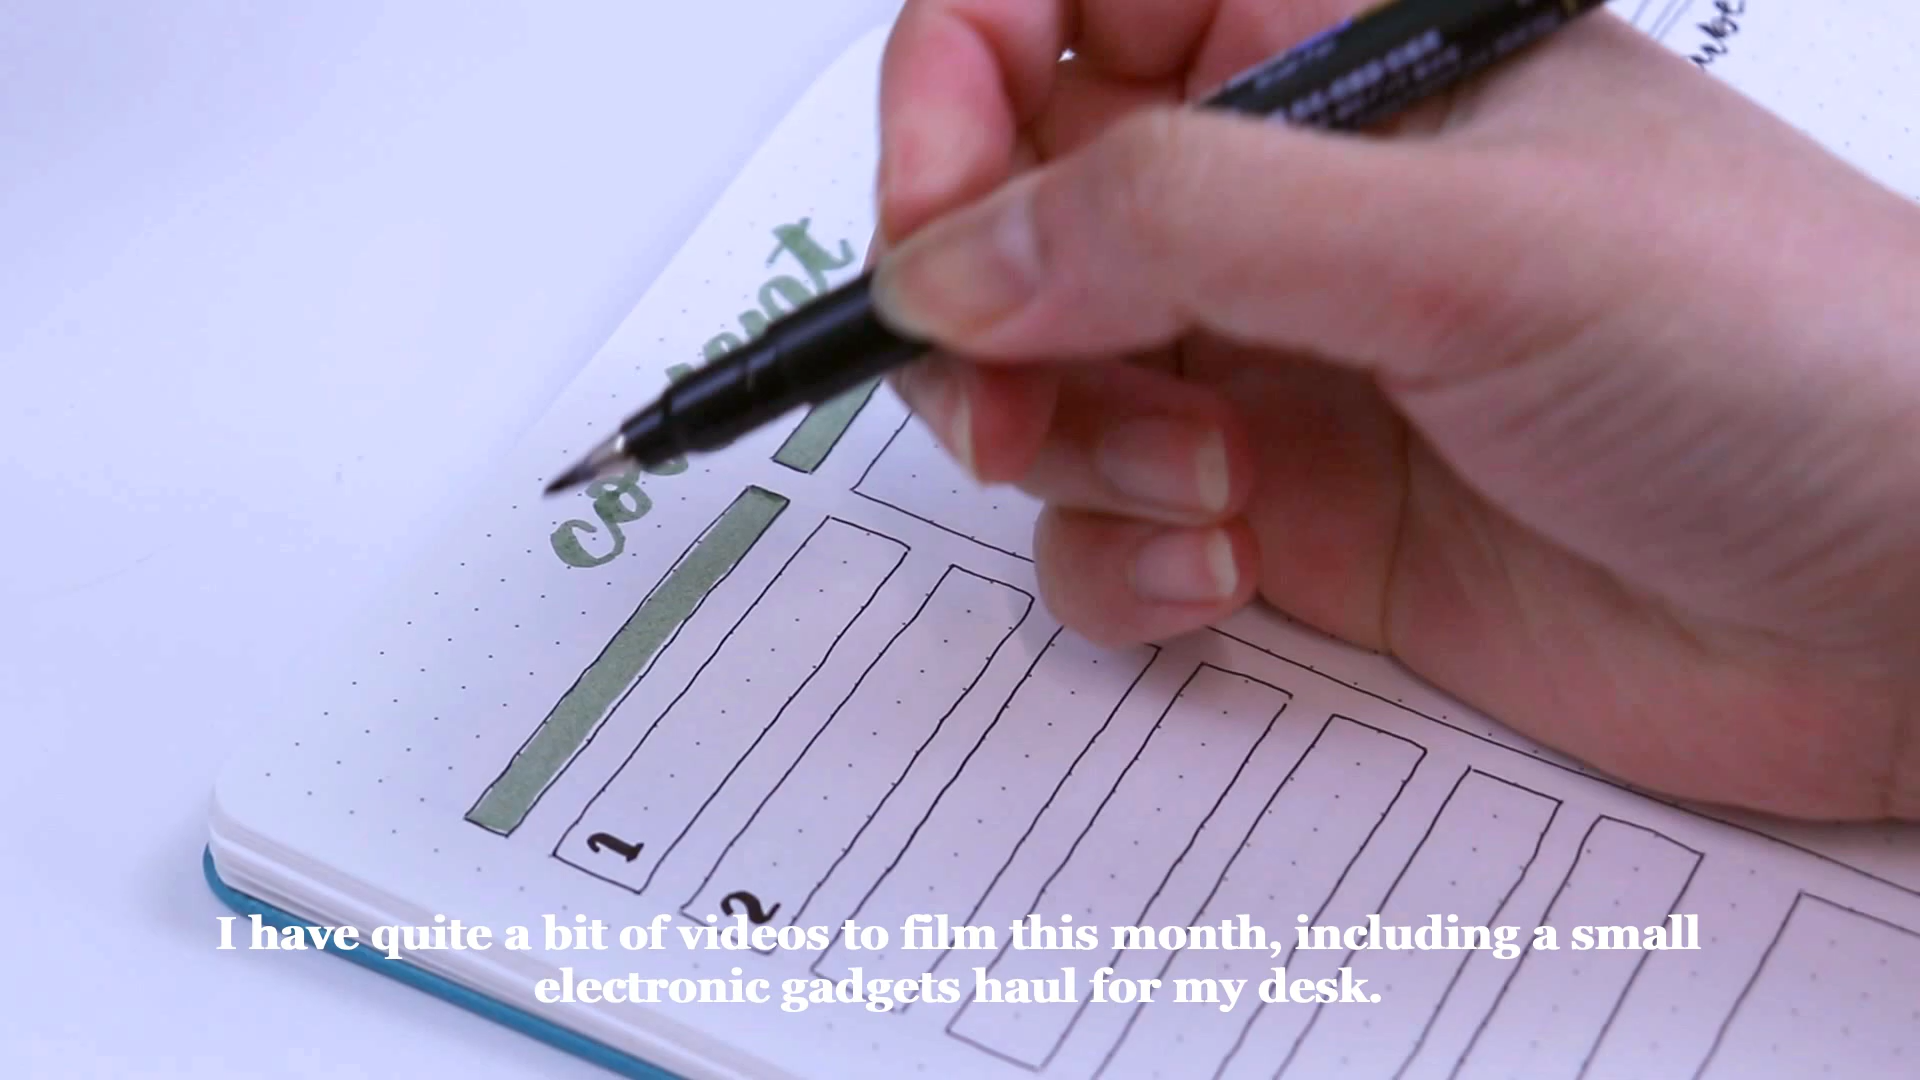 1
2
I have quite a bit of videos to film this month, including a small
electronic gadgets haul for my desk.